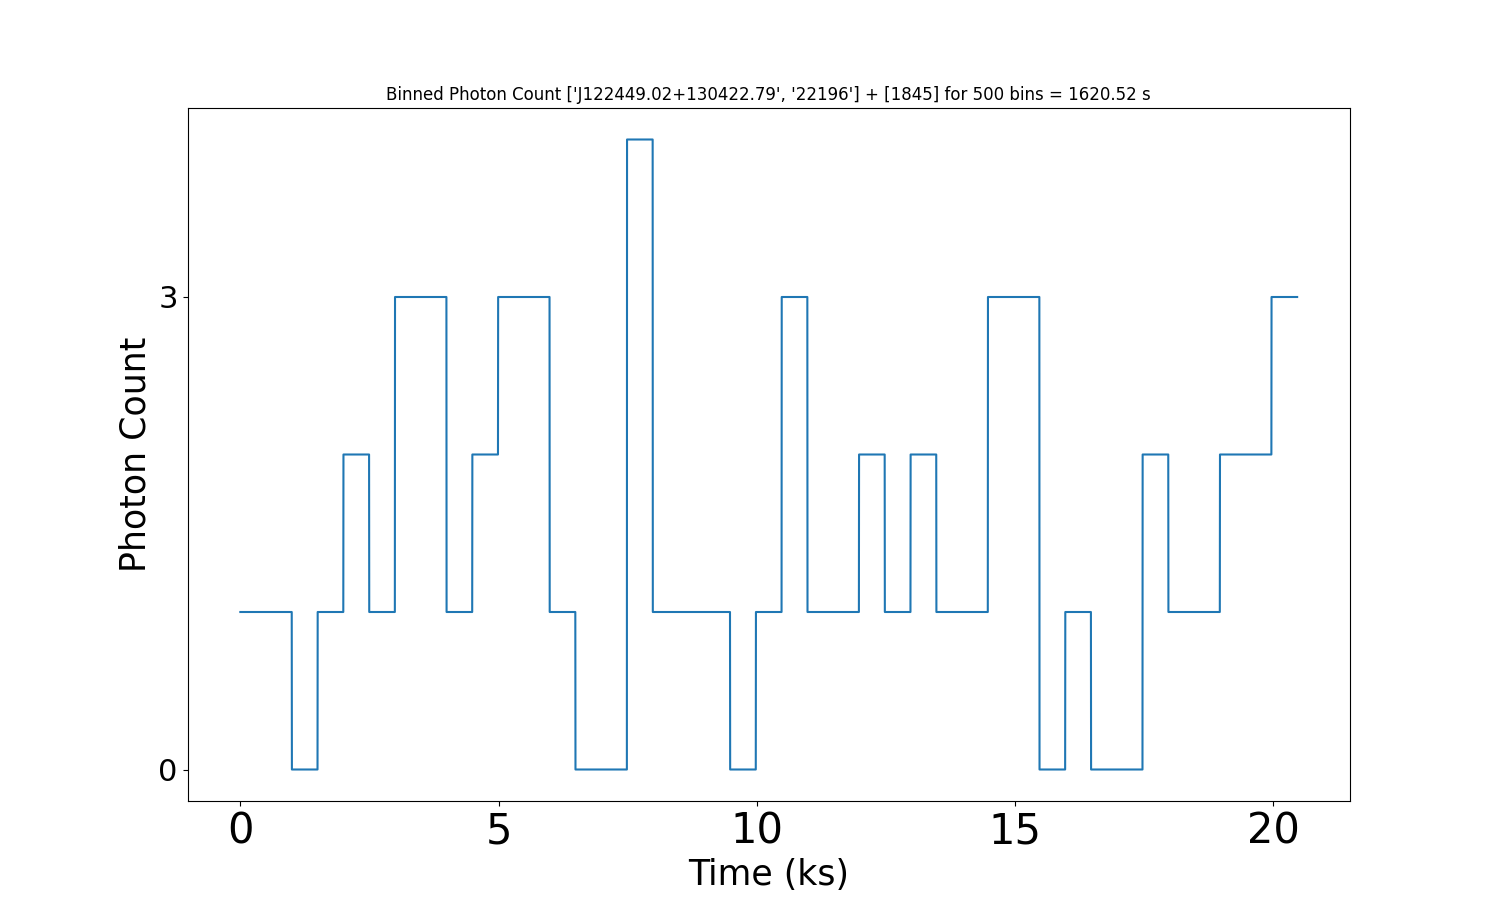 Binned Photon Count ['J122449.02+130422.79', '22196'] + [1845] for 500 bins = 1620.52 s
3
Photon Count
0
0 5 10 15 20
Time (ks)